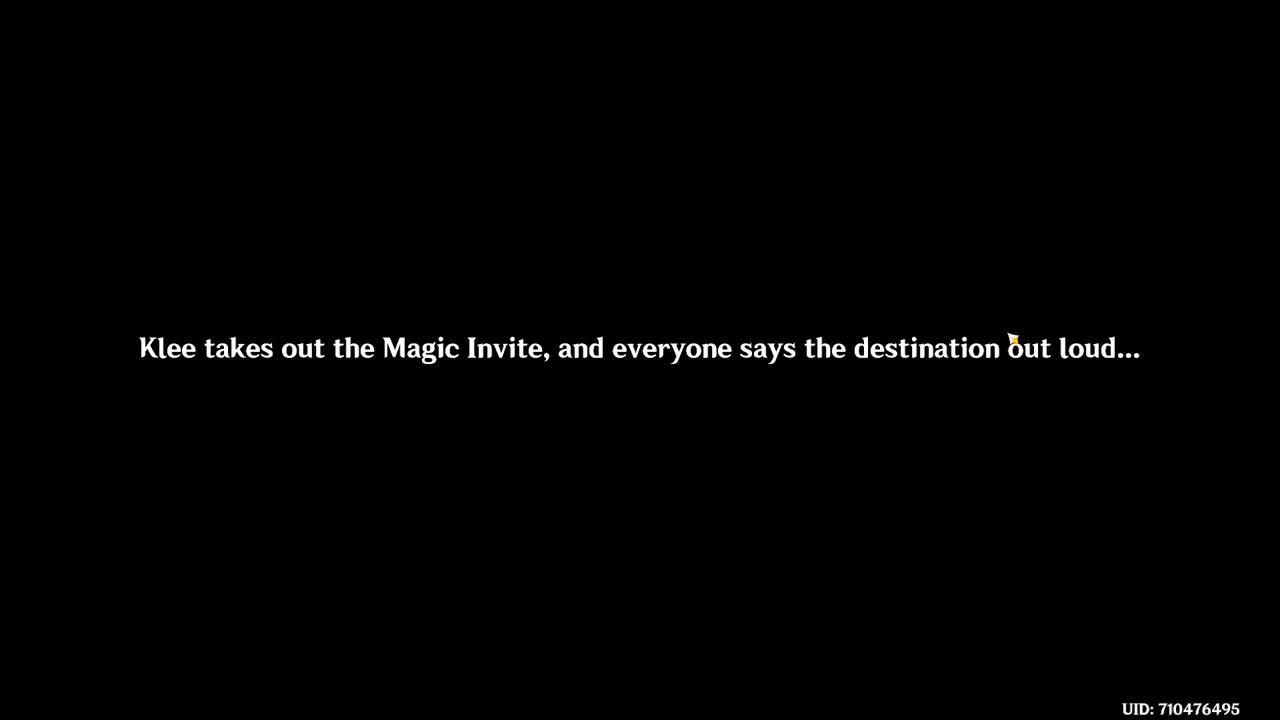 Klee takes out the Magic Invite, and everyone says the destination out loud...
UID: 710476495